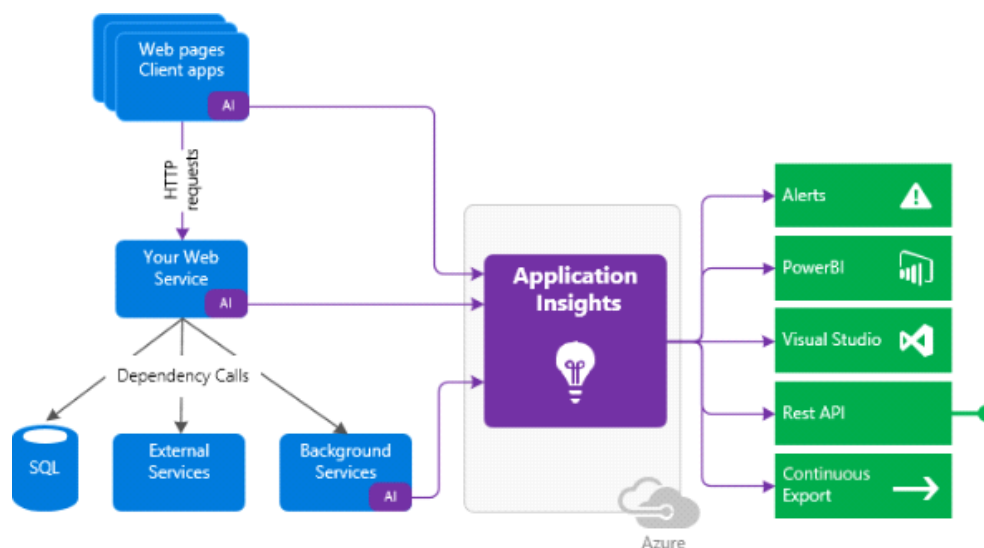 Web pages
Client apps
AI
HTTP
requests
Your Web
Service
AI
Dependency Calls
SQL
External
Services
Background
Services
AI
Application
Insights
Azure
Alerts
PowerBI
Visual Studio
Rest API
Continuous
Export